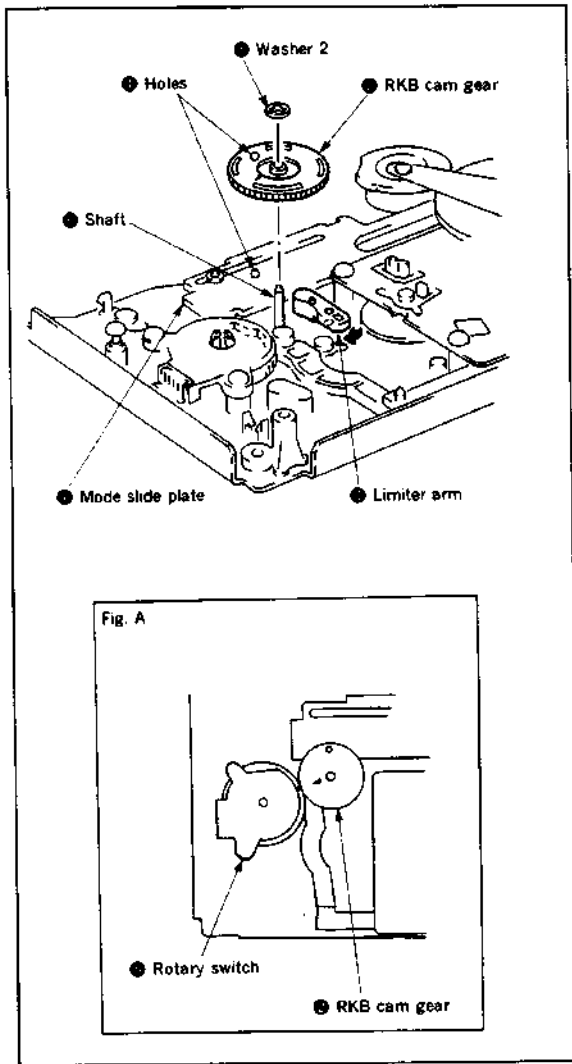 Washer 2
Holes
RKB cam gear
Shaft
Mode slide plate
Limiter arm
Fig. A
Rotary switch
RKB cam gear